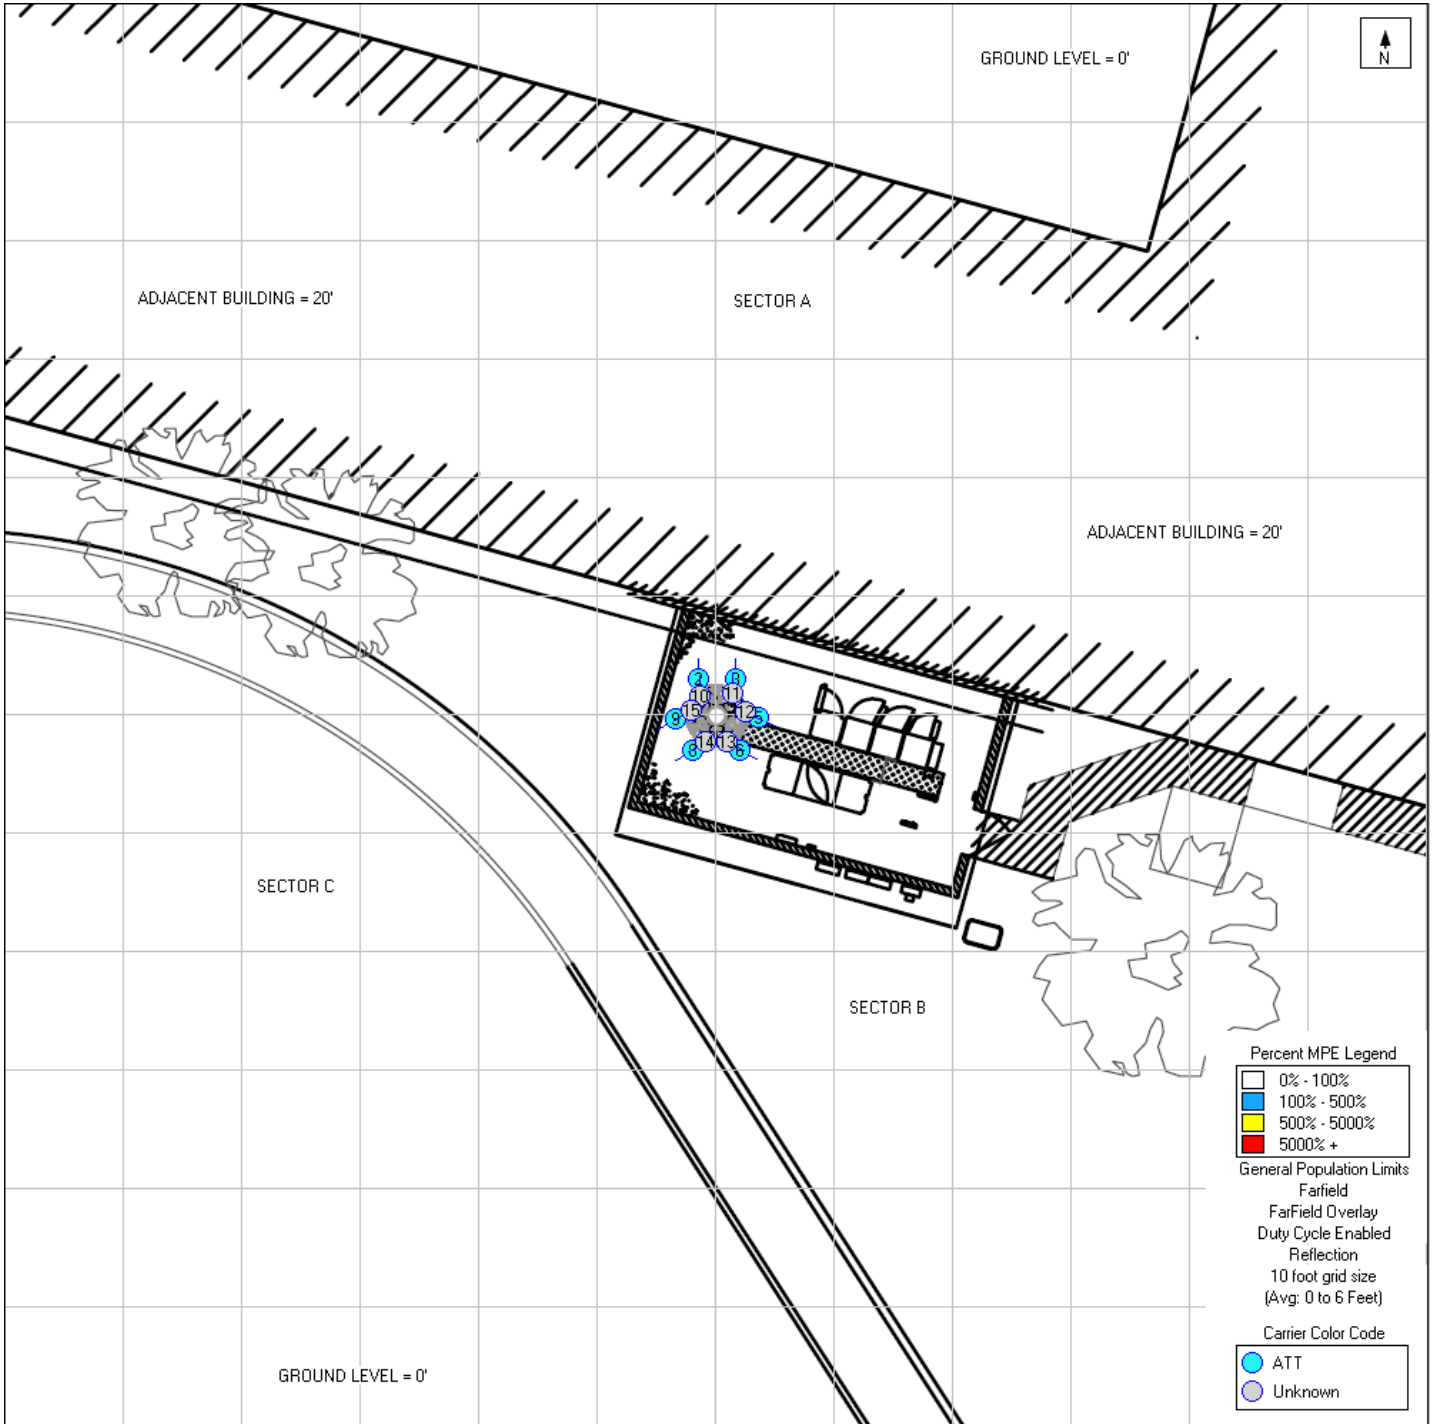 GROUND LEVEL = 0'
N
ADJACENT BUILDING = 20'
SECTOR A
ADJACENT BUILDING = 20'
2
3
10
11
15
12
9
5
14
13
8
6
SECTOR C
SECTOR B
Percent MPE Legend
0% - 100%
100% - 500%
500% - 5000%
5000% +
General Population Limits
Farfield
FarField Overlay
Duty Cycle Enabled
Reflection
10 foot grid size
(Avg: 0 to 6 Feet)
Carrier Color Code
ATT
Unknown
GROUND LEVEL = 0'